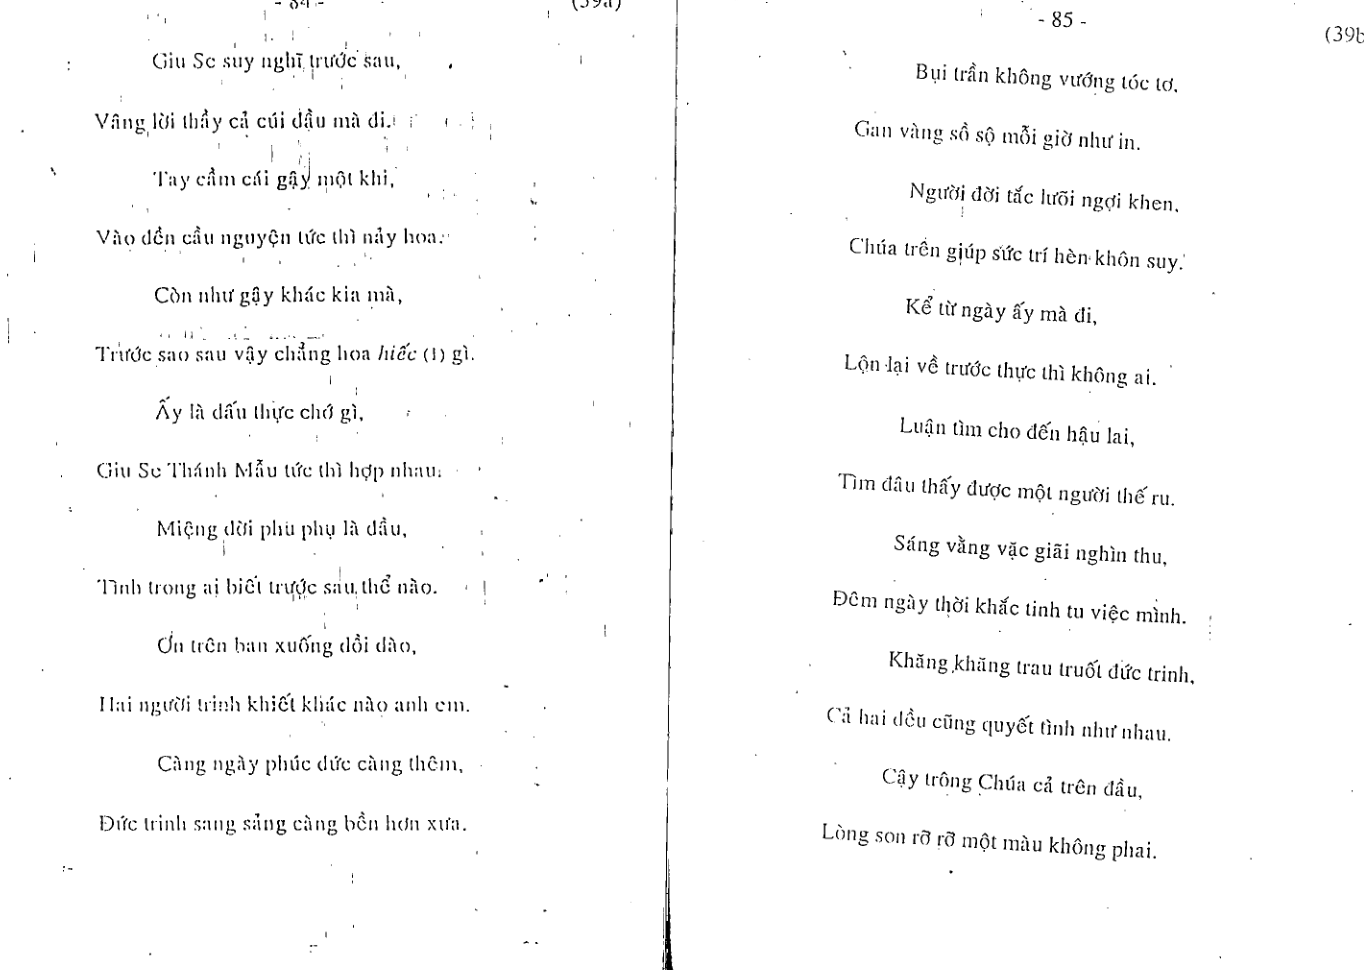 - 84 -
(39a)
Giu Se suy nghĩ trước sau,
Vâng lời thầy cả cúi đầu mà đi.
Tay cầm cái gậy một khi,
Vào đền cầu nguyện tức thì nảy hoa.
Còn như gậy khác kia mà,
Trước sao sau vậy chẳng hoa hiếc (1) gì.
Ấy là dấu thực chớ gì,
Giu Se Thánh Mẫu tức thì hợp nhau.
Miệng đời phu phụ là đầu,
Tình trong ai biết trước sau thể nào.
Ơn trên ban xuống dồi dào,
Hai người trinh khiết khác nào anh em.
Càng ngày phúc đức càng thêm,
Đức trinh sang sảng càng bền hơn xưa.
- 85 -
(39b
Bụi trần không vướng tóc tơ,
Gan vàng sồ sộ mỗi giờ như in.
Người đời tắc lưỡi ngợi khen,
Chúa trên giúp sức trí hèn khôn suy.
Kể từ ngày ấy mà đi,
Lộn lại về trước thực thì không ai.
Luận tìm cho đến hậu lai,
Tìm đâu thấy được một người thế ru.
Sáng vằng vặc giãi nghìn thu,
Đêm ngày thời khắc tinh tu việc mình.
Khăng khăng trau truốt đức trinh,
Cả hai đều cũng quyết tình như nhau.
Cậy trông Chúa cả trên đầu,
Lòng son rỡ rỡ một màu không phai.